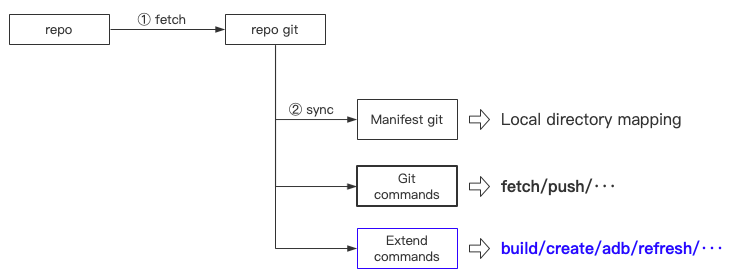 ① fetch
repo
repo git
② sync
Manifest git
Local directory mapping
Git
commands
fetch/push/···
Extend
commands
build/create/adb/refresh/···